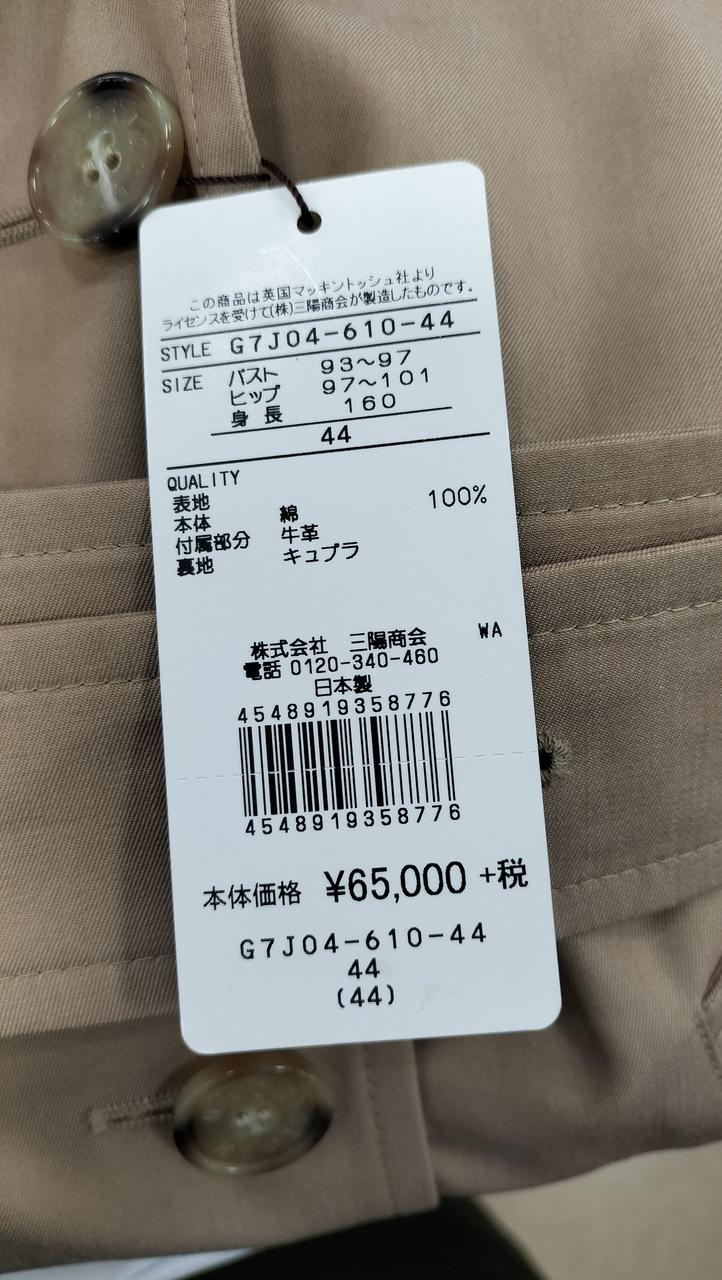 この商品は英国マッキントッシュ社より
ライセンスを受けて(株)三陽商会が製造したものです。
STYLE G7J04-610-44
SIZE バスト 93〜97
ヒップ 97〜101
身長 160
44
QUALITY
表地
本体 綿 100%
付属部分 牛革
裏地 キュプラ
株式会社 三陽商会 WA
電話 0120-340-460
日本製
4548919358776
4548919358776
本体価格 ¥65,000 +税
G7J04-610-44
44
(44)